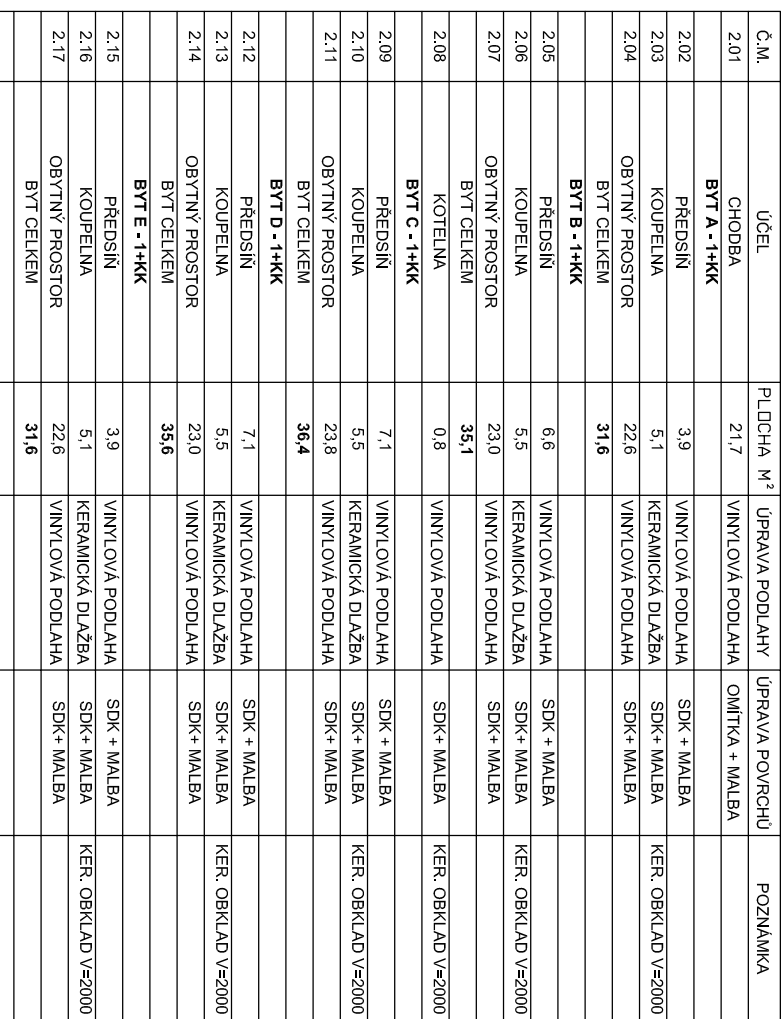 Č.M. ÚČEL PLOCHA M² ÚPRAVA PODLAHY ÚPRAVA POVRCHŮ POZNÁMKA
2.01 CHODBA 21,7 VINYLOVÁ PODLAHA OMÍTKA + MALBA
BYT A - 1+KK
2.02 PŘEDSÍŇ 3,9 VINYLOVÁ PODLAHA SDK + MALBA
2.03 KOUPELNA 5,1 KERAMICKÁ DLAŽBA SDK+ MALBA KER. OBKLAD V=2000
2.04 OBYTNÝ PROSTOR 22,6 VINYLOVÁ PODLAHA SDK+ MALBA
BYT CELKEM 31,6
BYT B - 1+KK
2.05 PŘEDSÍŇ 6,6 VINYLOVÁ PODLAHA SDK + MALBA
2.06 KOUPELNA 5,5 KERAMICKÁ DLAŽBA SDK+ MALBA KER. OBKLAD V=2000
2.07 OBYTNÝ PROSTOR 23,0 VINYLOVÁ PODLAHA SDK+ MALBA
BYT CELKEM 35,1
2.08 KOTELNA 0,8 VINYLOVÁ PODLAHA SDK+ MALBA KER. OBKLAD V=2000
BYT C - 1+KK
2.09 PŘEDSÍŇ 7,1 VINYLOVÁ PODLAHA SDK + MALBA
2.10 KOUPELNA 5,5 KERAMICKÁ DLAŽBA SDK+ MALBA KER. OBKLAD V=2000
2.11 OBYTNÝ PROSTOR 23,8 VINYLOVÁ PODLAHA SDK+ MALBA
BYT CELKEM 36,4
BYT D - 1+KK
2.12 PŘEDSÍŇ 7,1 VINYLOVÁ PODLAHA SDK + MALBA
2.13 KOUPELNA 5,5 KERAMICKÁ DLAŽBA SDK+ MALBA KER. OBKLAD V=2000
2.14 OBYTNÝ PROSTOR 23,0 VINYLOVÁ PODLAHA SDK+ MALBA
BYT CELKEM 35,6
BYT E - 1+KK
2.15 PŘEDSÍŇ 3,9 VINYLOVÁ PODLAHA SDK + MALBA
2.16 KOUPELNA 5,1 KERAMICKÁ DLAŽBA SDK+ MALBA KER. OBKLAD V=2000
2.17 OBYTNÝ PROSTOR 22,6 VINYLOVÁ PODLAHA SDK+ MALBA
BYT CELKEM 31,6